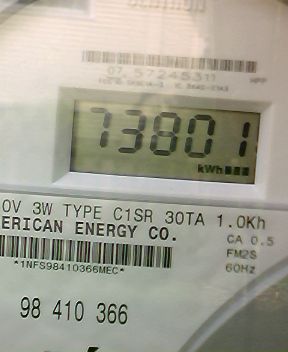 07 57245311
73801
kWh
0V 3W TYPE C1SR 30TA 1.0Kh
ERICAN ENERGY CO.
CA 0.5
FM2S
60Hz
*1NFS98410366MEC*
98 410 366